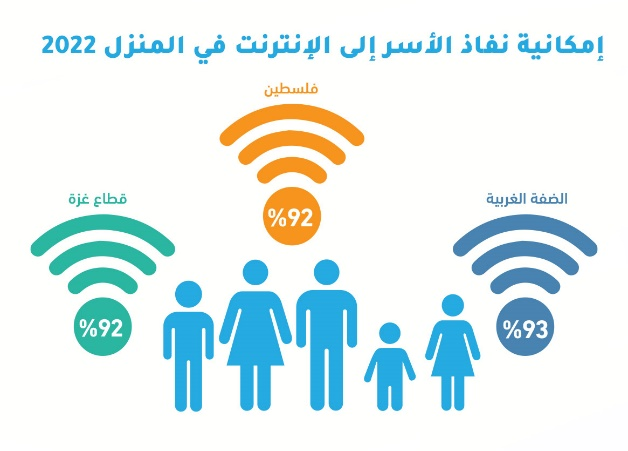 إمكانية نفاذ الأسر إلى الإنترنت في المنزل 2022
فلسطين
%92
الضفة الغربية
%93
قطاع غزة
%92